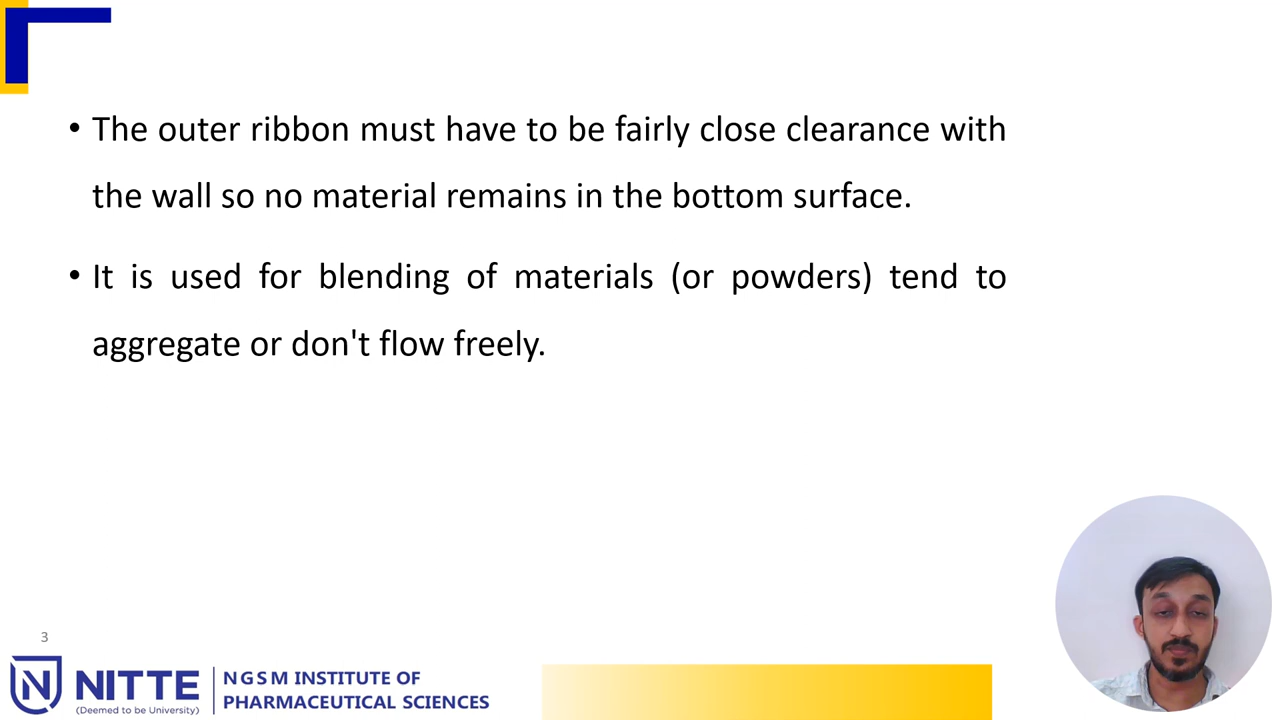 • The outer ribbon must have to be fairly close clearance with
the wall so no material remains in the bottom surface.
• It is used for blending of materials (or powders) tend to
aggregate or don't flow freely.
3
NITTE
(Deemed to be University)
NGSM INSTITUTE OF
PHARMACEUTICAL SCIENCES